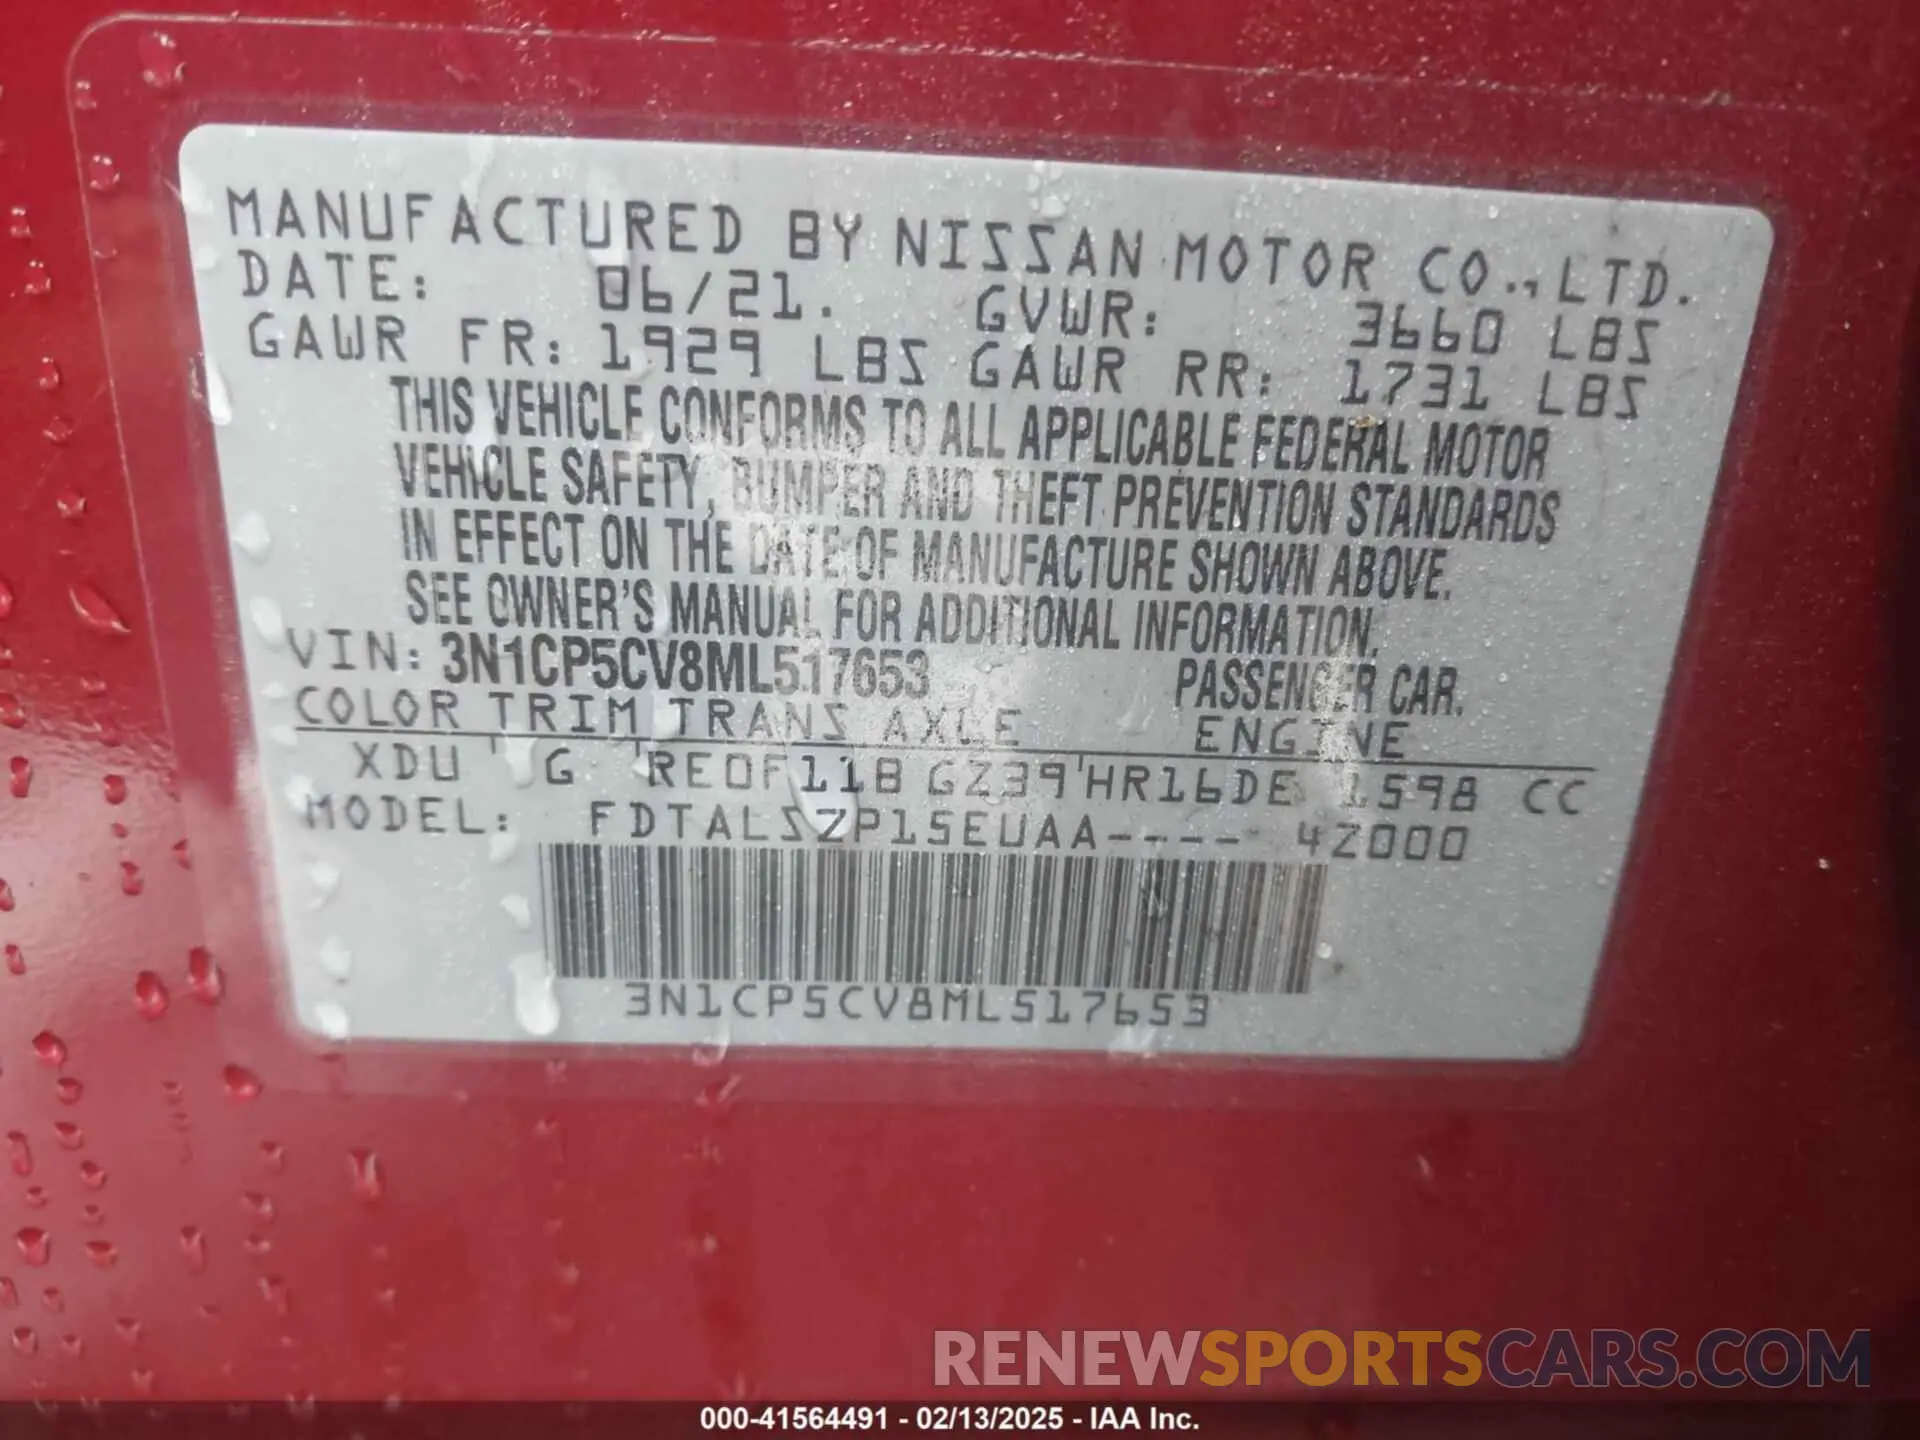 MANUFACTURED BY NISSAN MOTOR CO., LTD.
DATE: 06/21. GVWR: 3660 LBS
GAWR FR: 1929 LBS GAWR RR: 1731 LBS
THIS VEHICLE CONFORMS TO ALL APPLICABLE FEDERAL MOTOR
VEHICLE SAFETY, BUMPER AND THEFT PREVENTION STANDARDS
IN EFFECT ON THE DATE OF MANUFACTURE SHOWN ABOVE.
SEE OWNER'S MANUAL FOR ADDITIONAL INFORMATION.
VIN: 3N1CP5CV8ML517653 PASSENGER CAR.
COLOR TRIM TRANS AXLE ENGINE
XDU ' G 'RE0F11B GZ39'HR16DE 1598 CC
MODEL: FDTALSZP15EUAA---- 42000
3N1CP5CV8ML517653
RENEWSPORTSCARS.COM
000-41564491 - 02/13/2025 - IAA Inc.